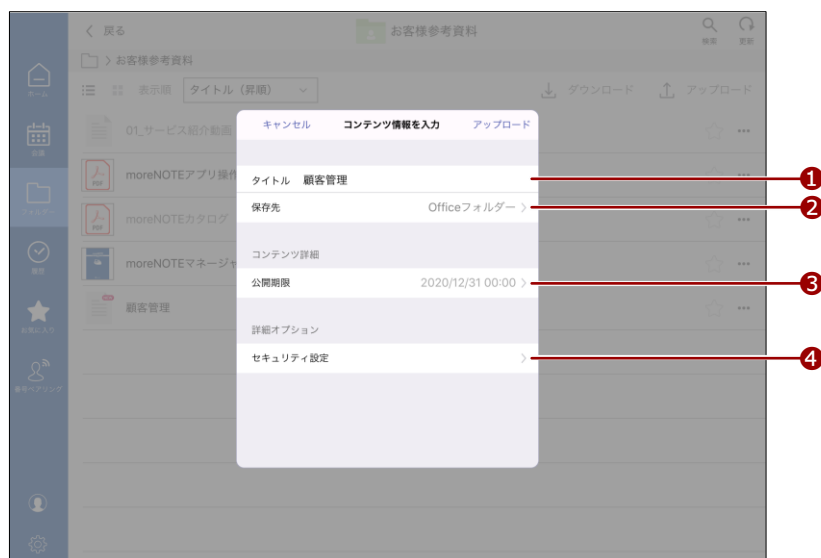 戻る
お客様参考資料
検索
更新
> お客様参考資料
ホーム
表示順
タイトル（昇順）
ダウンロード
アップロード
01_サービス紹介動画
キャンセル
コンテンツ情報を入力
アップロード
moreNOTEアプリ操作
PDF
タイトル 顧客管理
1
フォルダー
保存先
Officeフォルダー
2
moreNOTEカタログ
PDF
コンテンツ詳細
moreNOTEマネージャ
履歴
公開期限
2020/12/31 00:00
3
顧客管理
お気に入り
詳細オプション
セキュリティ設定
4
番号ペアリング